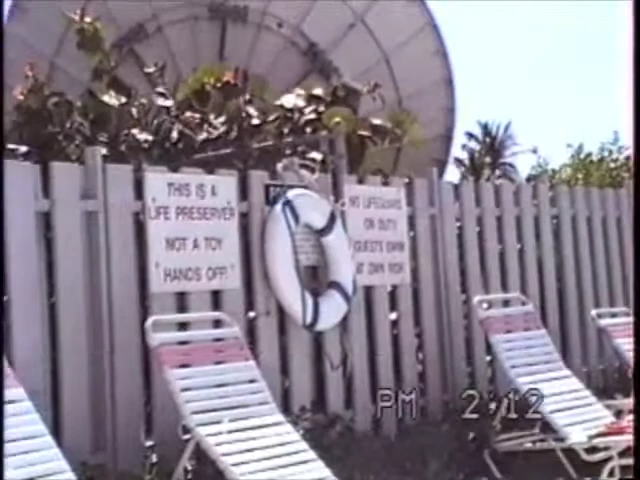 THIS IS A
"LIFE PRESERVER"
NOT A TOY
"HANDS OFF!"
NO LIFEGUARD
ON DUTY
GUESTS SWIM
AT OWN RISK
PM 2:12